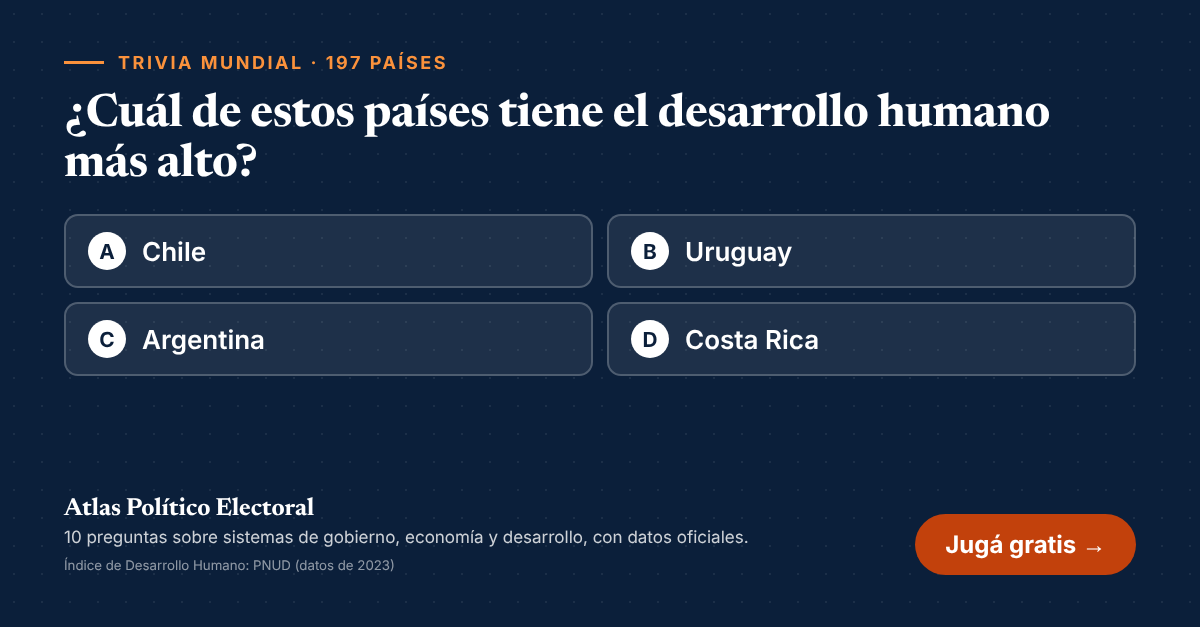 TRIVIA MUNDIAL · 197 PAÍSES
¿Cuál de estos países tiene el desarrollo humano
más alto?
A Chile
B Uruguay
C Argentina
D Costa Rica
Atlas Político Electoral
10 preguntas sobre sistemas de gobierno, economía y desarrollo, con datos oficiales.
Índice de Desarrollo Humano: PNUD (datos de 2023)
Jugá gratis →